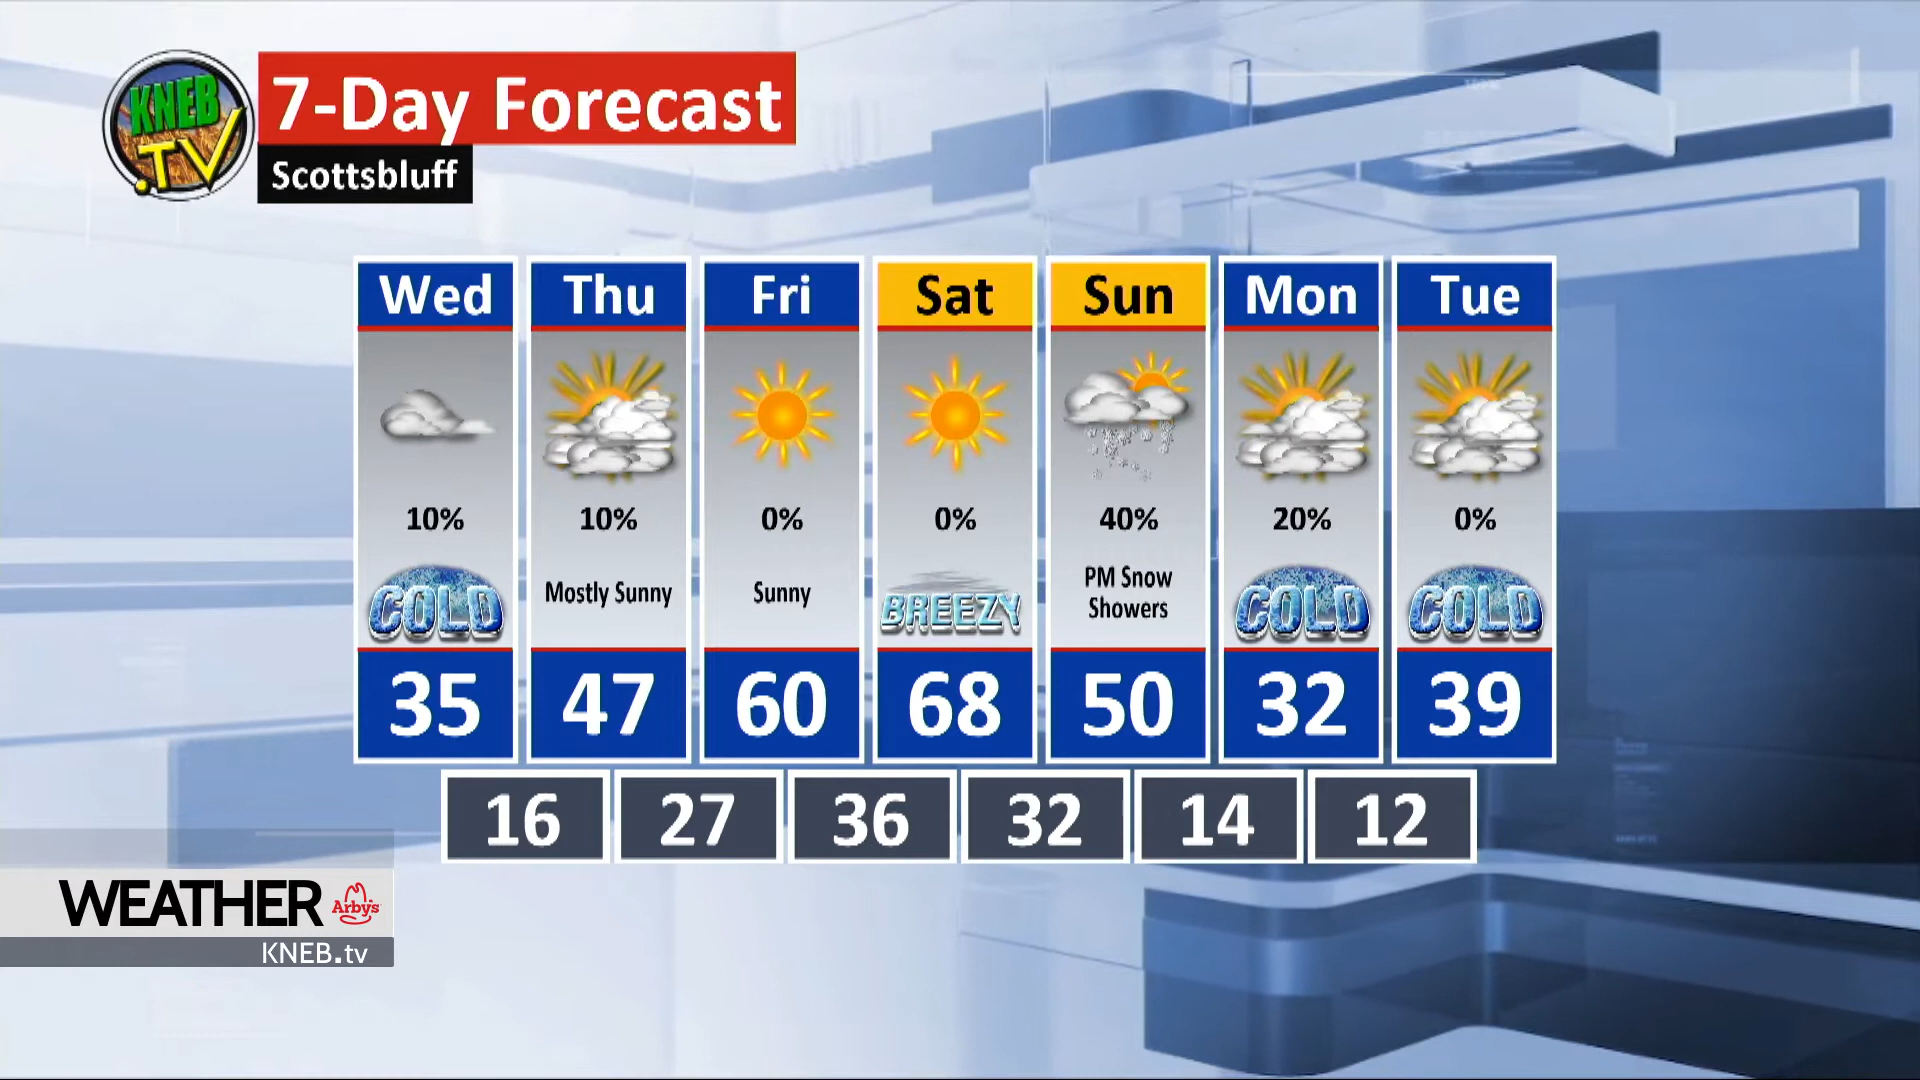 KNEB
.TV
7-Day Forecast
Scottsbluff
Wed Thu Fri Sat Sun Mon Tue
10% 10% 0% 0% 40% 20% 0%
COLD Mostly Sunny Sunny BREEZY PM Snow Showers COLD COLD
35 47 60 68 50 32 39
16 27 36 32 14 12
WEATHER Arby's
KNEB.tv